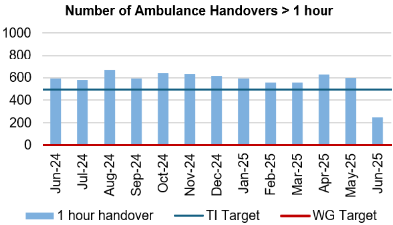 Number of Ambulance Handovers > 1 hour
1000
800
600
400
200
0
Jun-24
Jul-24
Aug-24
Sep-24
Oct-24
Nov-24
Dec-24
Jan-25
Feb-25
Mar-25
Apr-25
May-25
Jun-25
1 hour handover TI Target WG Target